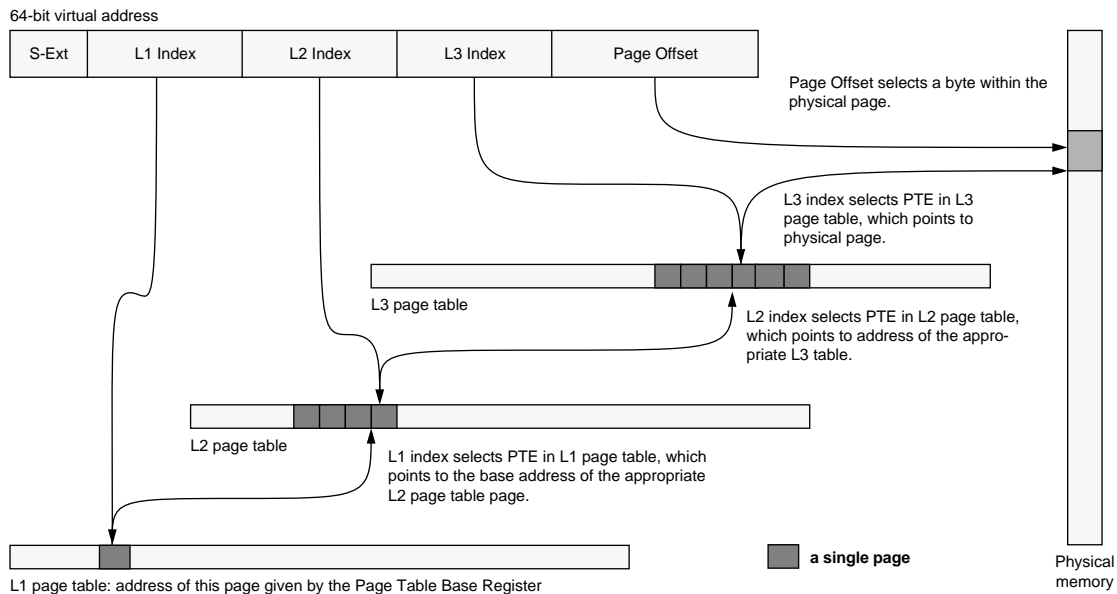 64-bit virtual address
S-Ext
L1 Index
L2 Index
L3 Index
Page Offset
Page Offset selects a byte within the
physical page.
L3 index selects PTE in L3
page table, which points to
physical page.
L3 page table
L2 index selects PTE in L2 page table,
which points to address of the appro-
priate L3 table.
L2 page table
L1 index selects PTE in L1 page table, which
points to the base address of the appropriate
L2 page table page.
a single page
Physical
memory
L1 page table: address of this page given by the Page Table Base Register